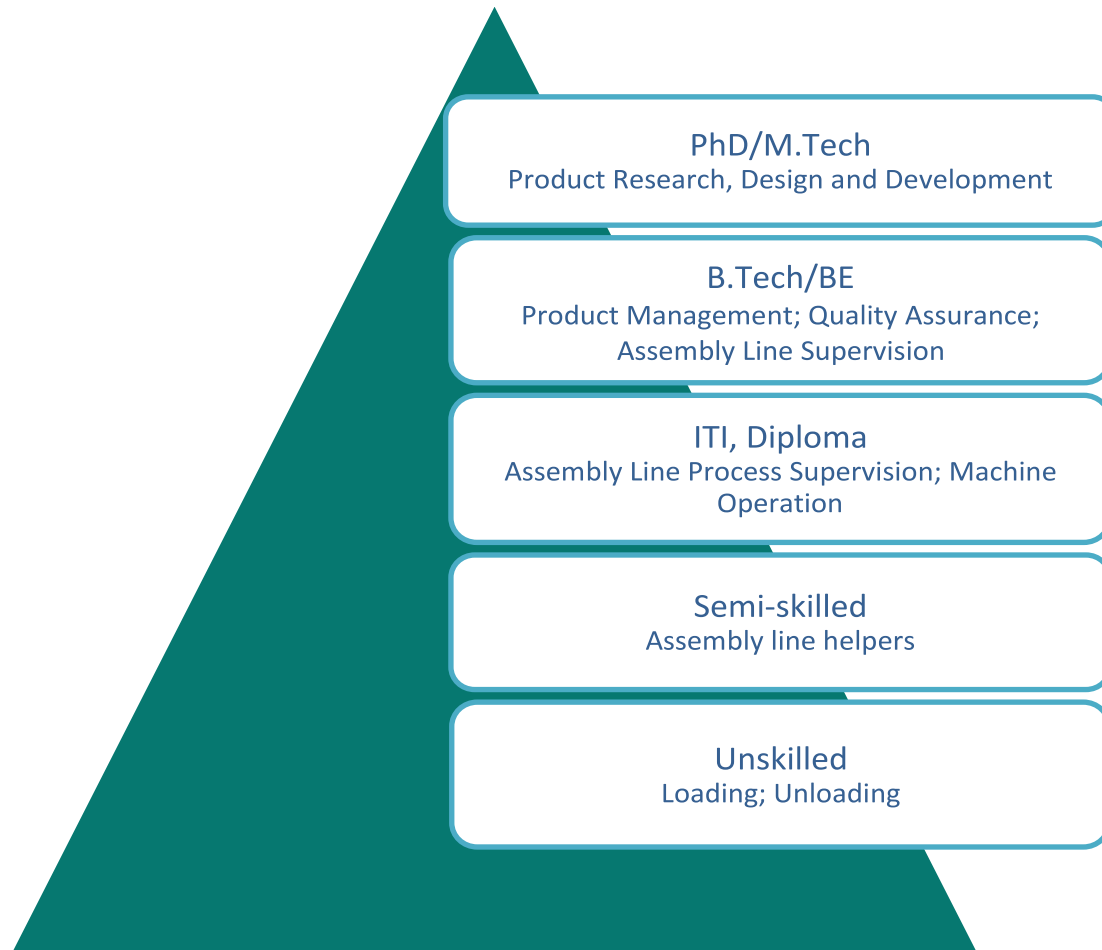 PhD/M.Tech
Product Research, Design and Development
B.Tech/BE
Product Management; Quality Assurance;
Assembly Line Supervision
ITI, Diploma
Assembly Line Process Supervision; Machine
Operation
Semi-skilled
Assembly line helpers
Unskilled
Loading; Unloading